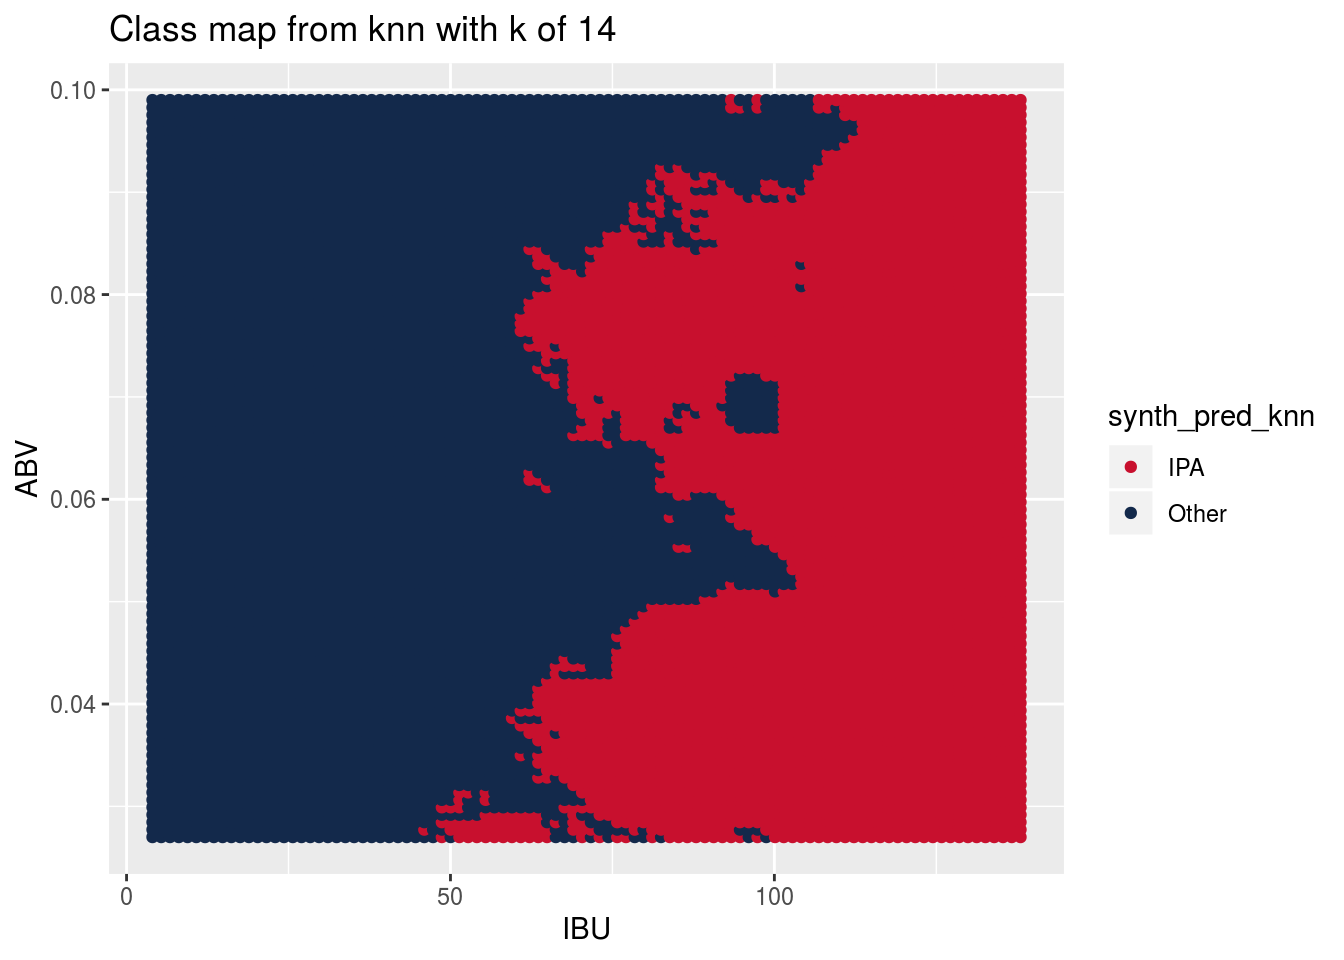 Class map from knn with k of 14
0.10
0.08
0.06
0.04
ABV
0
50
100
IBU
synth_pred_knn
IPA
Other